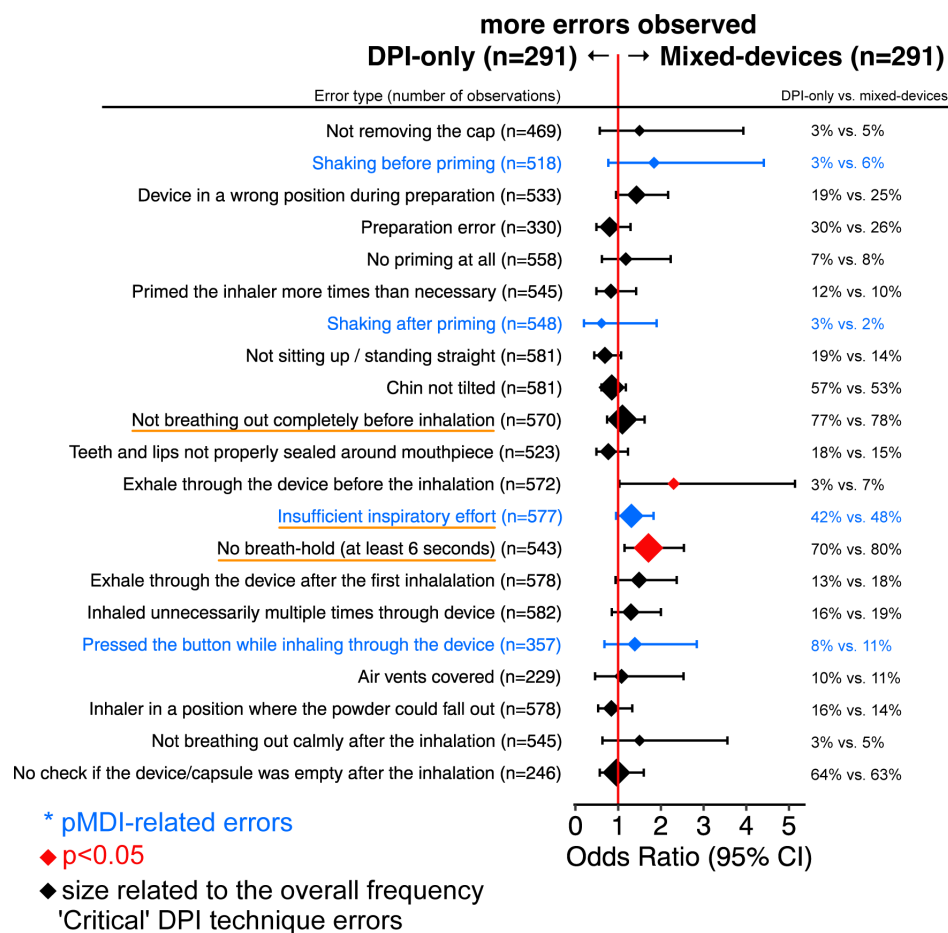 more errors observed
DPI-only (n=291) ← → Mixed-devices (n=291)
Error type (number of observations) DPI-only vs. mixed-devices
Not removing the cap (n=469) 3% vs. 5%
Shaking before priming (n=518) 3% vs. 6%
Device in a wrong position during preparation (n=533) 19% vs. 25%
Preparation error (n=330) 30% vs. 26%
No priming at all (n=558) 7% vs. 8%
Primed the inhaler more times than necessary (n=545) 12% vs. 10%
Shaking after priming (n=548) 3% vs. 2%
Not sitting up / standing straight (n=581) 19% vs. 14%
Chin not tilted (n=581) 57% vs. 53%
Not breathing out completely before inhalation (n=570) 77% vs. 78%
Teeth and lips not properly sealed around mouthpiece (n=523) 18% vs. 15%
Exhale through the device before the inhalation (n=572) 3% vs. 7%
Insufficient inspiratory effort (n=577) 42% vs. 48%
No breath-hold (at least 6 seconds) (n=543) 70% vs. 80%
Exhale through the device after the first inhalalation (n=578) 13% vs. 18%
Inhaled unnecessarily multiple times through device (n=582) 16% vs. 19%
Pressed the button while inhaling through the device (n=357) 8% vs. 11%
Air vents covered (n=229) 10% vs. 11%
Inhaler in a position where the powder could fall out (n=578) 16% vs. 14%
Not breathing out calmly after the inhalation (n=545) 3% vs. 5%
No check if the device/capsule was empty after the inhalation (n=246) 64% vs. 63%
0 1 2 3 4 5
Odds Ratio (95% CI)
* pMDI-related errors
p<0.05
size related to the overall frequency
'Critical' DPI technique errors